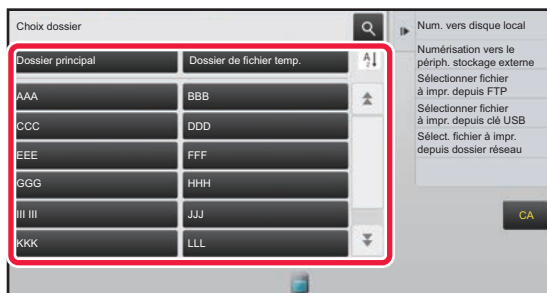 Choix dossier
Dossier principal
Dossier de fichier temp.
AAA
BBB
CCC
DDD
EEE
FFF
GGG
HHH
III III
JJJ
KKK
LLL
Num. vers disque local
Numérisation vers le
périph. stockage externe
Sélectionner fichier
à impr. depuis FTP
Sélectionner fichier
à impr. depuis clé USB
Sélect. fichier à impr.
depuis dossier réseau
CA